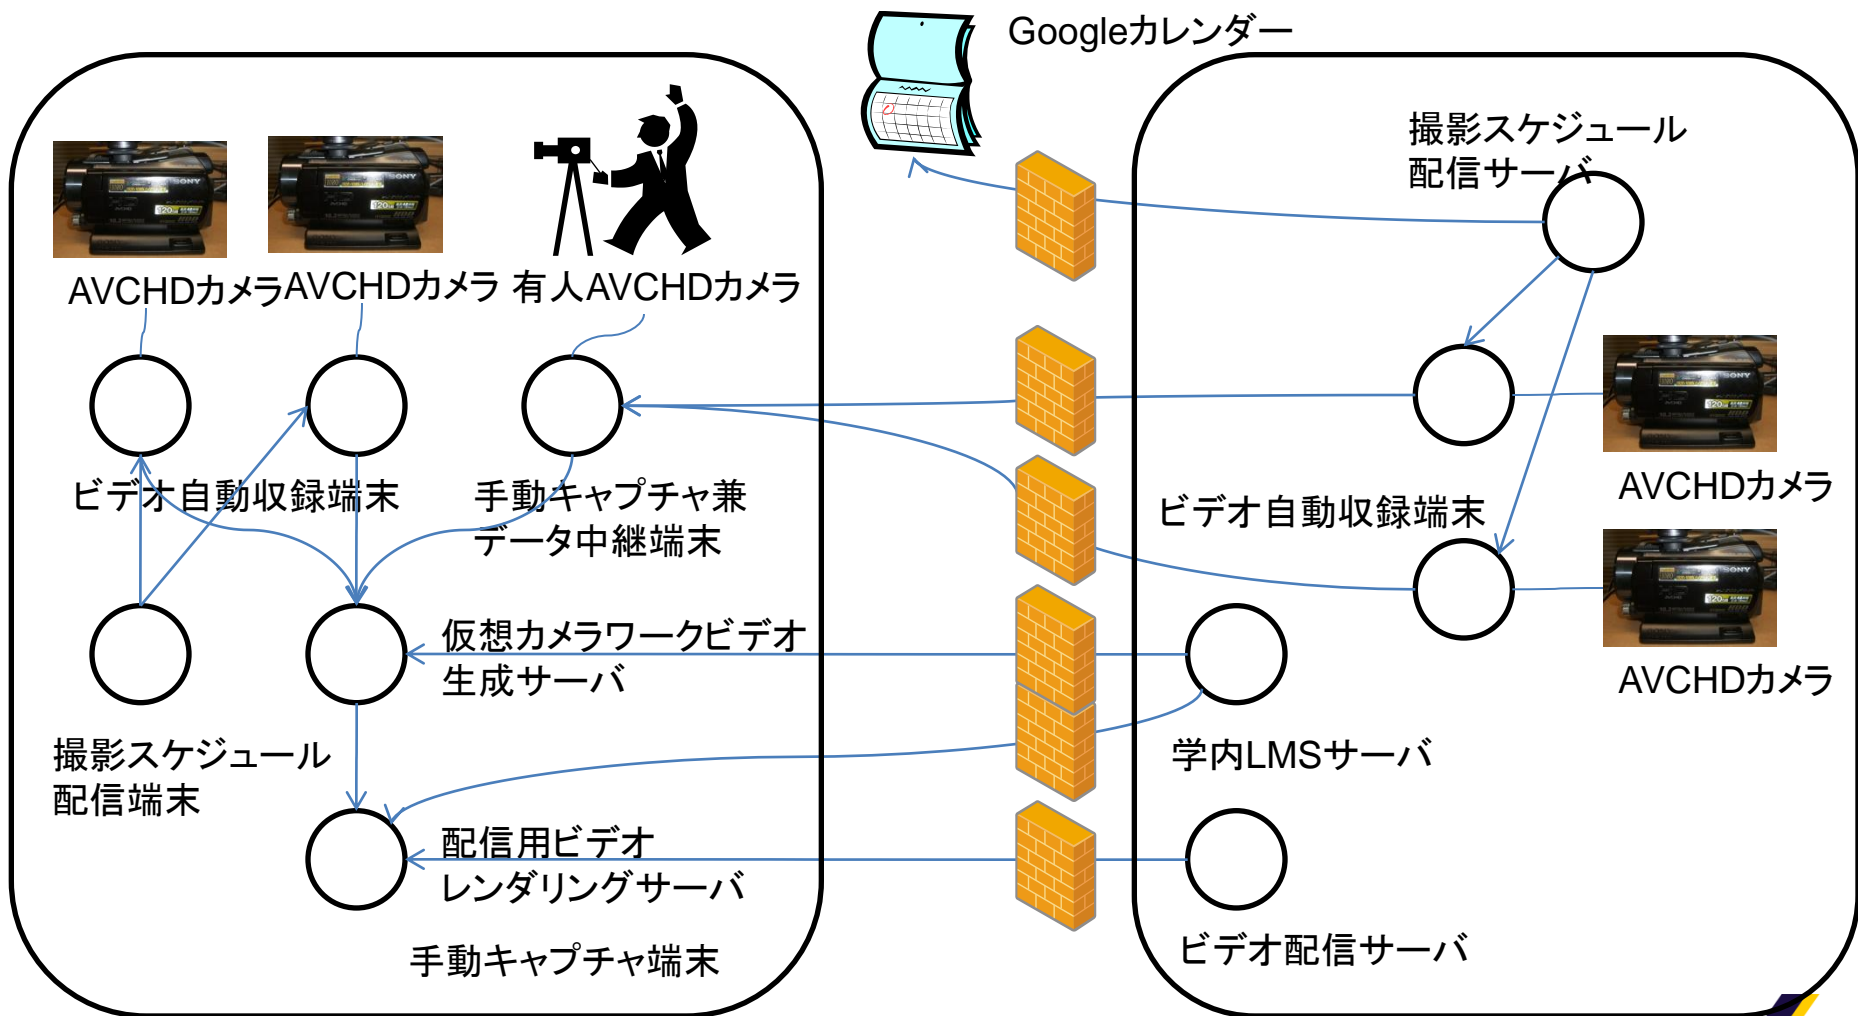 Googleカレンダー
撮影スケジュール
配信サーバ
AVCHDカメラ
AVCHDカメラ
有人AVCHDカメラ
ビデオ自動収録端末
手動キャプチャ兼
データ中継端末
仮想カメラワークビデオ
生成サーバ
撮影スケジュール
配信端末
配信用ビデオ
レンダリングサーバ
手動キャプチャ端末
AVCHDカメラ
ビデオ自動収録端末
AVCHDカメラ
学内LMSサーバ
ビデオ配信サーバ
SONY
SONY
SONY
SONY